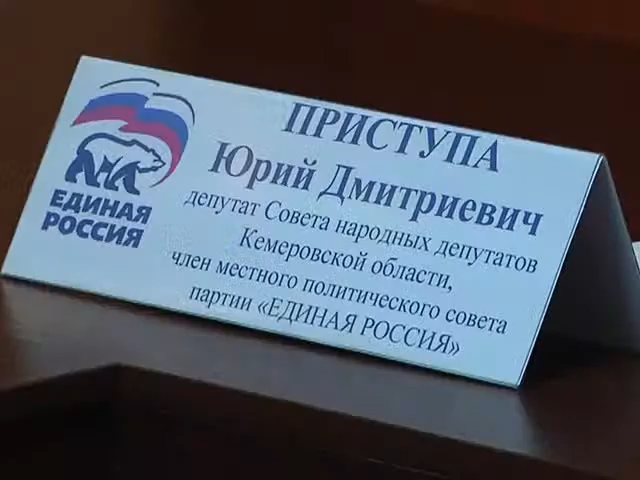 ЕДИНАЯ
РОССИЯ
ПРИСТУПА
Юрий Дмитриевич
депутат Совета народных депутатов
Кемеровской области,
член местного политического совета
партии «ЕДИНАЯ РОССИЯ»